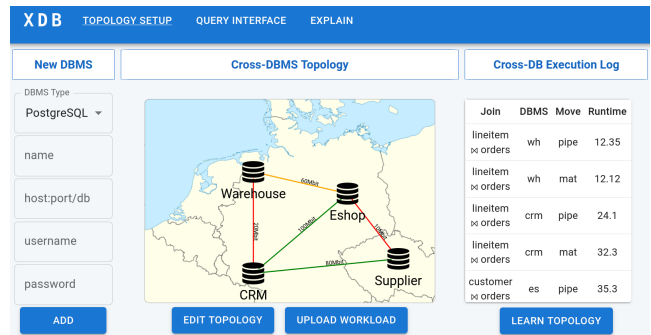 XDB TOPOLOGY SETUP QUERY INTERFACE EXPLAIN
New DBMS
DBMS Type
PostgreSQL
name
host:port/db
username
password
ADD
Cross-DBMS Topology
Warehouse
60Mbit
Eshop
20Mbit
100Mbit
10Mbit
80Mbit
Supplier
CRM
EDIT TOPOLOGY UPLOAD WORKLOAD
Cross-DB Execution Log
Join DBMS Move Runtime
lineitem
⋈ orders wh pipe 12.35
lineitem
⋈ orders wh mat 12.12
lineitem
⋈ orders crm pipe 24.1
lineitem
⋈ orders crm mat 32.3
customer
⋈ orders es pipe 35.3
LEARN TOPOLOGY